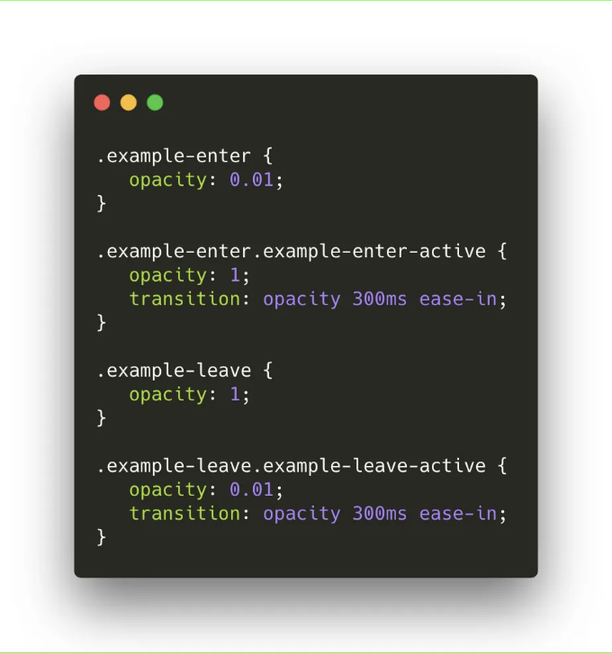 .example-enter {
   opacity: 0.01;
}

.example-enter.example-enter-active {
   opacity: 1;
   transition: opacity 300ms ease-in;
}

.example-leave {
   opacity: 1;
}

.example-leave.example-leave-active {
   opacity: 0.01;
   transition: opacity 300ms ease-in;
}